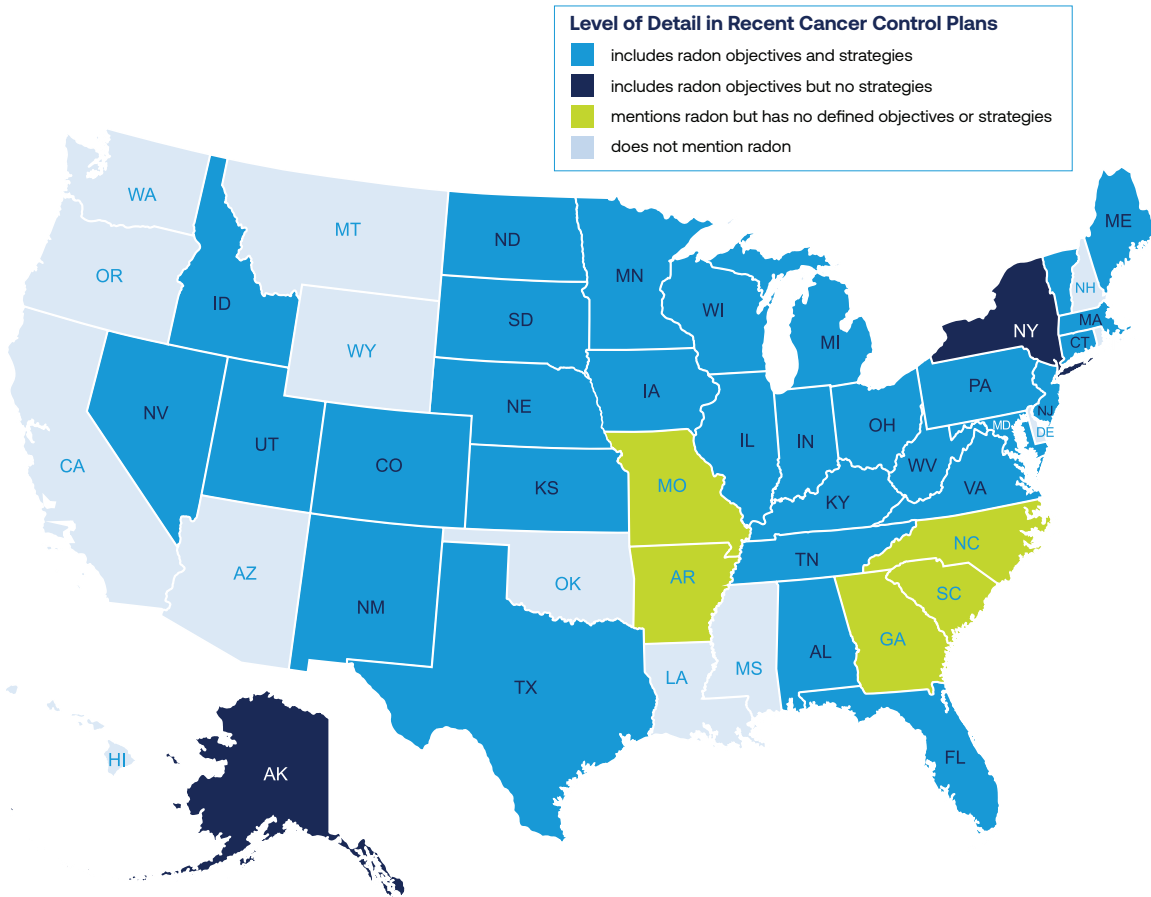 Level of Detail in Recent Cancer Control Plans
includes radon objectives and strategies
includes radon objectives but no strategies
mentions radon but has no defined objectives or strategies
does not mention radon
WA
MT
ND
MN
ME
OR
ID
SD
WI
MI
NH
NY
MA
CT
WY
IA
PA
NV
UT
CO
NE
IL
IN
OH
NJ
MD
DE
CA
KS
MO
WV
VA
KY
AZ
NM
OK
AR
TN
NC
SC
TX
LA
MS
AL
GA
FL
HI
AK